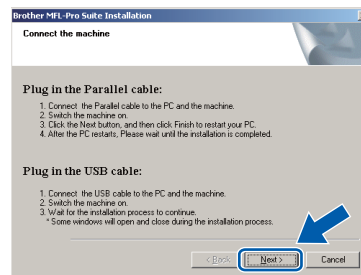 Brother MFL-Pro Suite Installation
Connect the machine
Plug in the Parallel cable:
1. Connect the Parallel cable to the PC and the machine.
2. Switch the machine on.
3. Click the Next button, and then click Finish to restart your PC.
4. After the PC restarts, Please wait until the installation is completed.
Plug in the USB cable:
1. Connect the USB cable to the PC and the machine.
2. Switch the machine on.
3. Wait for the installation process to continue.
* Some windows will open and close during the installation process.
< Back Next > Cancel